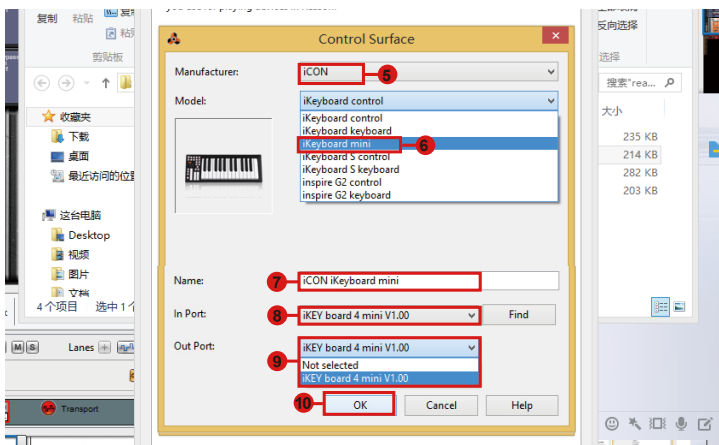 复制
粘贴
剪贴板
反向选择
选择
Control Surface
Manufacturer:
iCON
5
Model:
iKeyboard control
iKeyboard control
iKeyboard keyboard
iKeyboard mini
6
iKeyboard S control
iKeyboard S keyboard
inspire G2 control
inspire G2 keyboard
Name:
7
iCON iKeyboard mini
In Port:
8
iKEY board 4 mini V1.00
Find
Out Port:
iKEY board 4 mini V1.00
9
Not selected
iKEY board 4 mini V1.00
10
OK
Cancel
Help
收藏夹
下载
桌面
最近访问的位置
这台电脑
Desktop
视频
图片
文档
4 个项目
选中 1 个
搜索"rea...
大小
235 KB
214 KB
282 KB
203 KB
M
S
Lanes
Transport